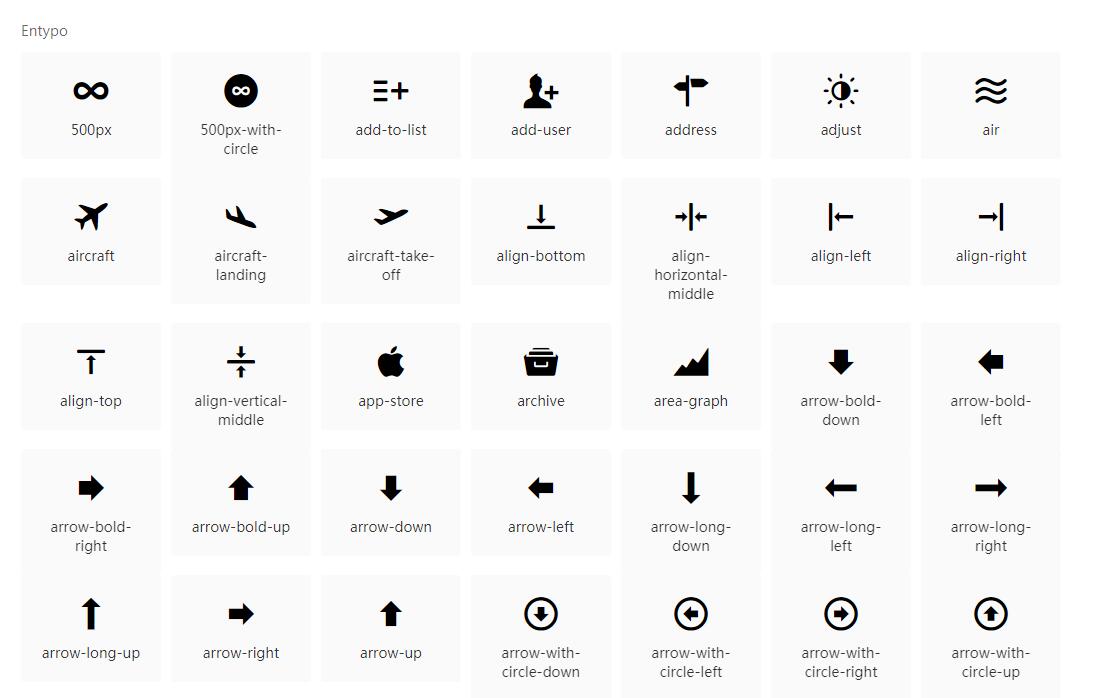 Entypo
500px
500px-with-
circle
add-to-list
add-user
address
adjust
air
aircraft
aircraft-
landing
aircraft-take-
off
align-bottom
align-
horizontal-
middle
align-left
align-right
align-top
align-vertical-
middle
app-store
archive
area-graph
arrow-bold-
down
arrow-bold-
left
arrow-bold-
right
arrow-bold-up
arrow-down
arrow-left
arrow-long-
down
arrow-long-
left
arrow-long-
right
arrow-long-up
arrow-right
arrow-up
arrow-with-
circle-down
arrow-with-
circle-left
arrow-with-
circle-right
arrow-with-
circle-up